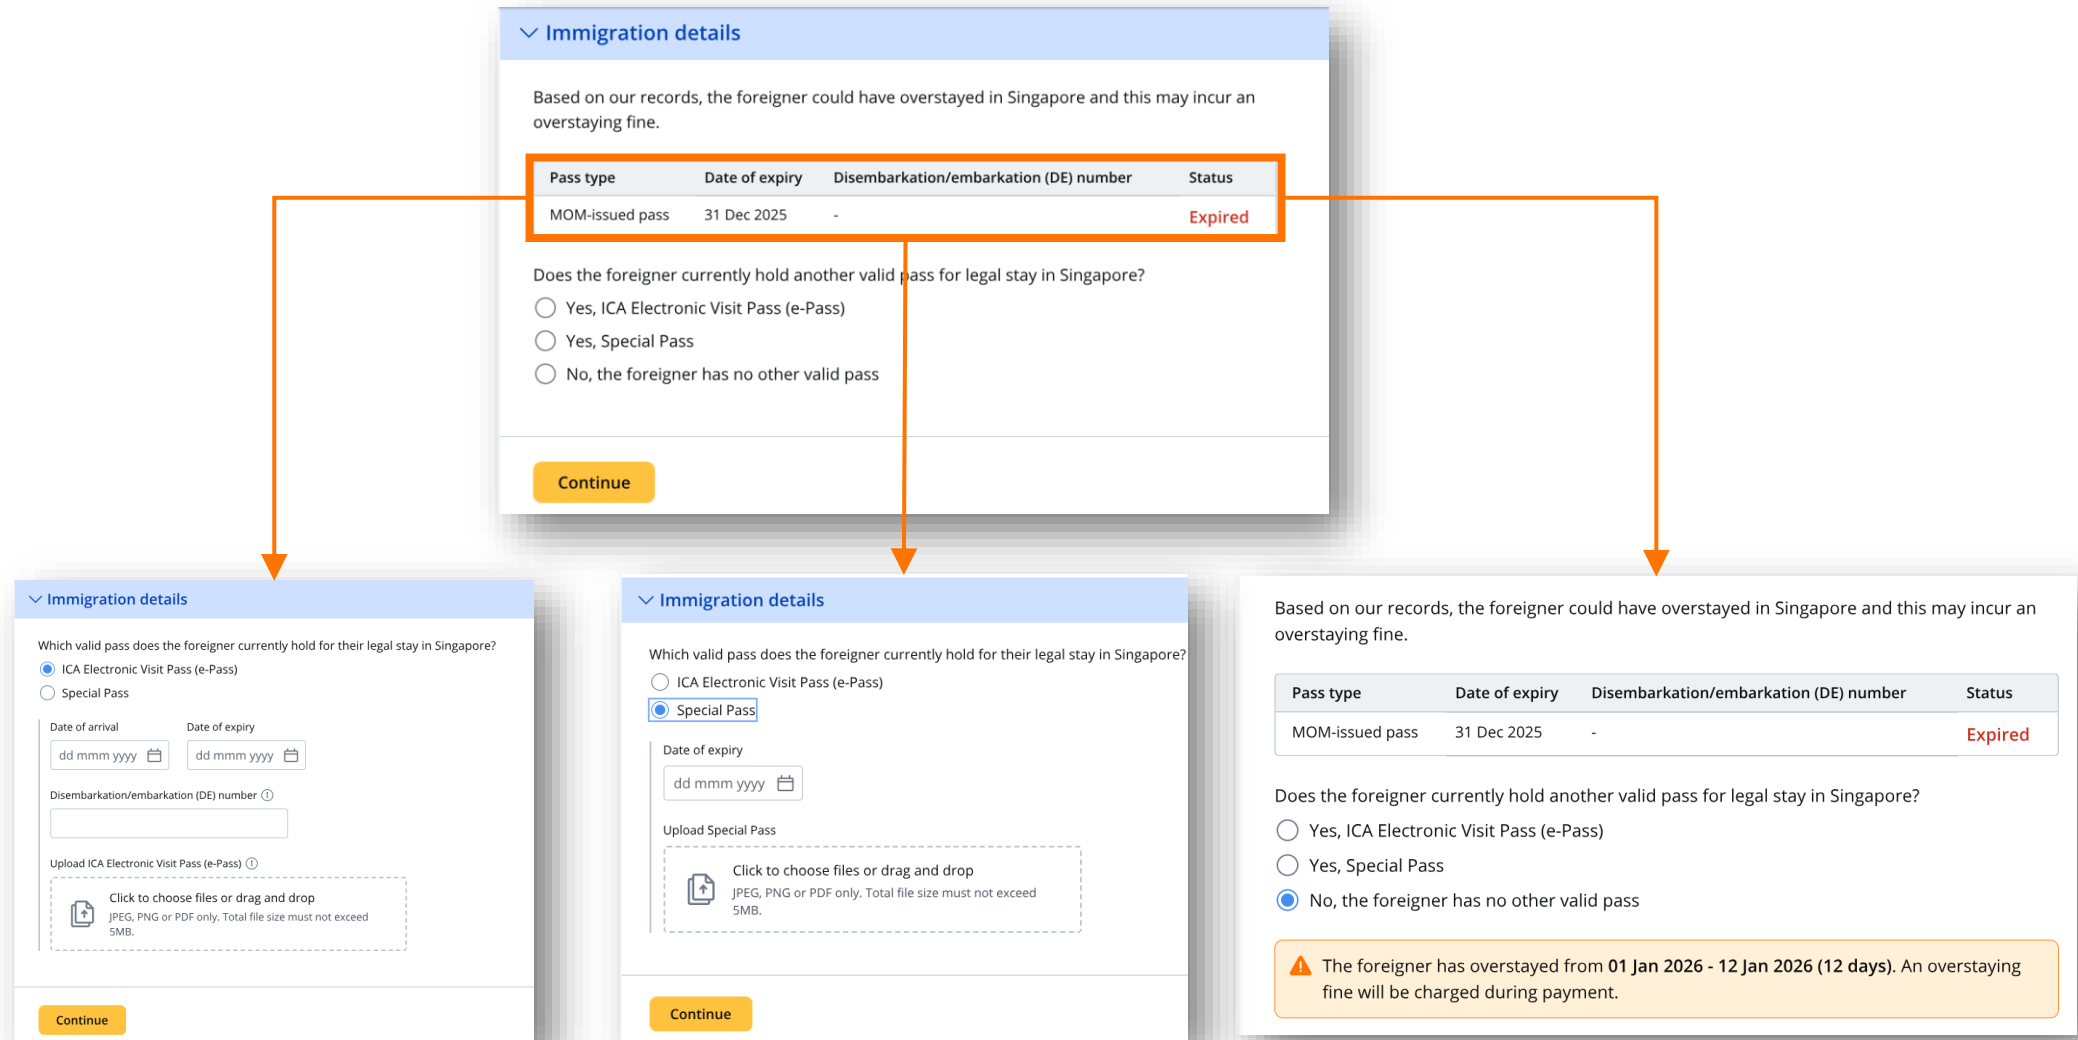 Immigration details
Based on our records, the foreigner could have overstayed in Singapore and this may incur an
overstaying fine.
Pass type Date of expiry Disembarkation/embarkation (DE) number Status
MOM-issued pass 31 Dec 2025 - Expired
Does the foreigner currently hold another valid pass for legal stay in Singapore?
Yes, ICA Electronic Visit Pass (e-Pass)
Yes, Special Pass
No, the foreigner has no other valid pass
Continue
Immigration details
Which valid pass does the foreigner currently hold for their legal stay in Singapore?
ICA Electronic Visit Pass (e-Pass)
Special Pass
Date of arrival Date of expiry
dd mmm yyyy dd mmm yyyy
Disembarkation/embarkation (DE) number
Upload ICA Electronic Visit Pass (e-Pass)
Click to choose files or drag and drop
JPEG, PNG or PDF only. Total file size must not exceed
5MB.
Continue
Immigration details
Which valid pass does the foreigner currently hold for their legal stay in Singapore?
ICA Electronic Visit Pass (e-Pass)
Special Pass
Date of expiry
dd mmm yyyy
Upload Special Pass
Click to choose files or drag and drop
JPEG, PNG or PDF only. Total file size must not exceed
5MB.
Continue
Based on our records, the foreigner could have overstayed in Singapore and this may incur an
overstaying fine.
Pass type Date of expiry Disembarkation/embarkation (DE) number Status
MOM-issued pass 31 Dec 2025 - Expired
Does the foreigner currently hold another valid pass for legal stay in Singapore?
Yes, ICA Electronic Visit Pass (e-Pass)
Yes, Special Pass
No, the foreigner has no other valid pass
The foreigner has overstayed from 01 Jan 2026 - 12 Jan 2026 (12 days). An overstaying
fine will be charged during payment.